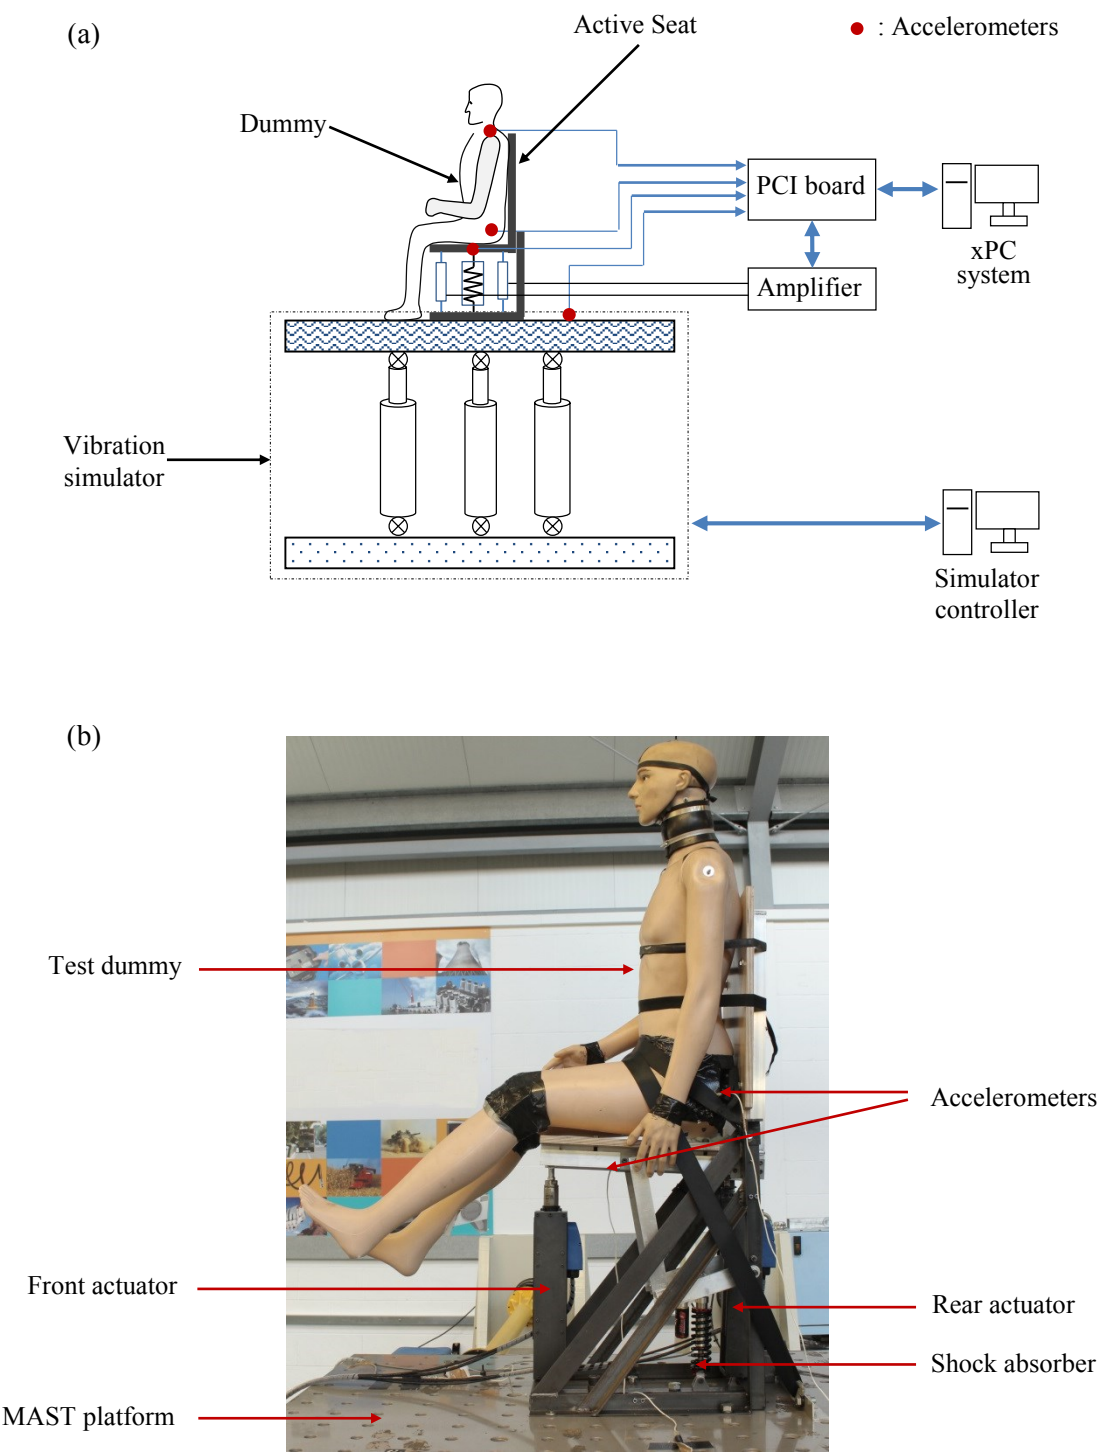 (a)
Active Seat
: Accelerometers
Dummy
PCI board
xPC
system
Amplifier
Vibration
simulator
Simulator
controller
(b)
Test dummy
Accelerometers
Front actuator
Rear actuator
Shock absorber
MAST platform